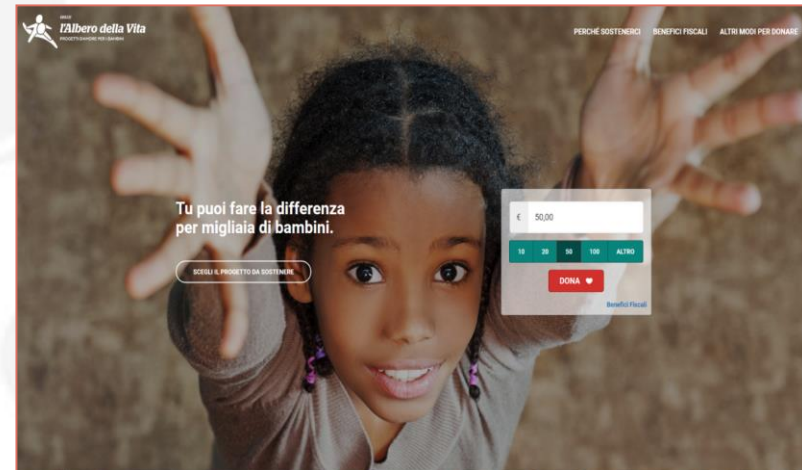 l'Albero della Vita
PERCHÉ SOSTENERCI BENEFICI FISCALI ALTRI MODI PER DONARE
Tu puoi fare la differenza
per migliaia di bambini.
SCEGLI IL PROGETTO DA SOSTENERE
€ 50,00
10 20 50 100 ALTRO
DONA
Benefici Fiscali